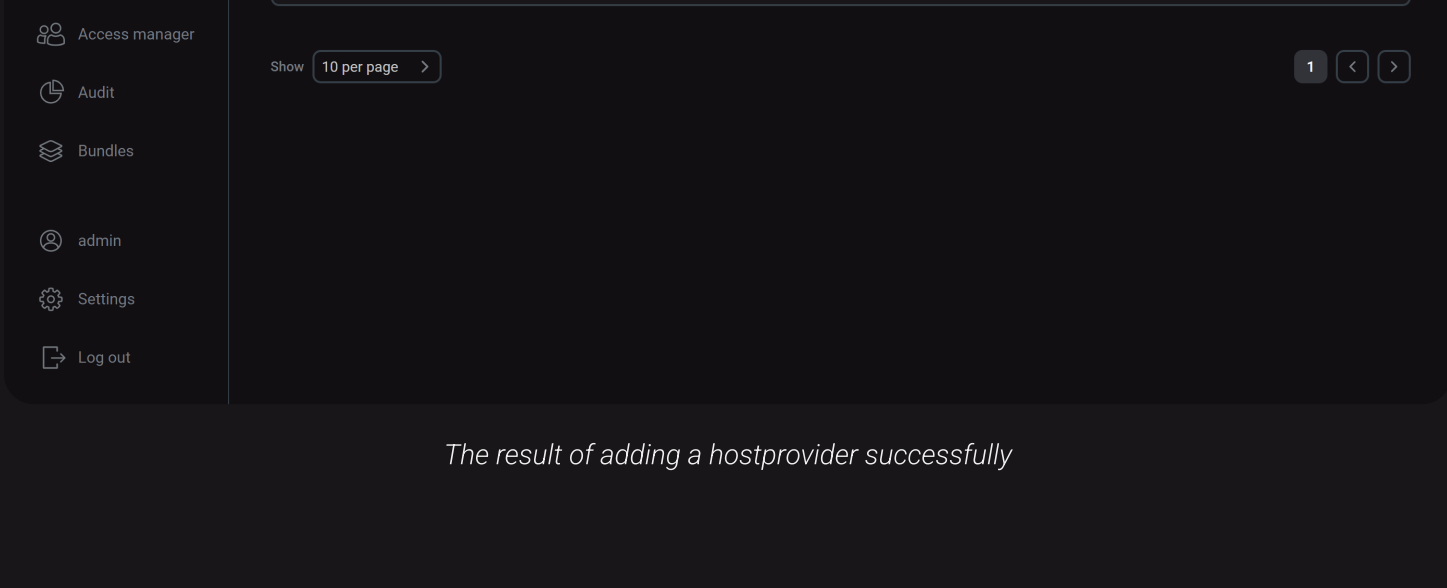 Access manager
Audit
Bundles
admin
Settings
Log out
Show 10 per page
1
The result of adding a hostprovider successfully